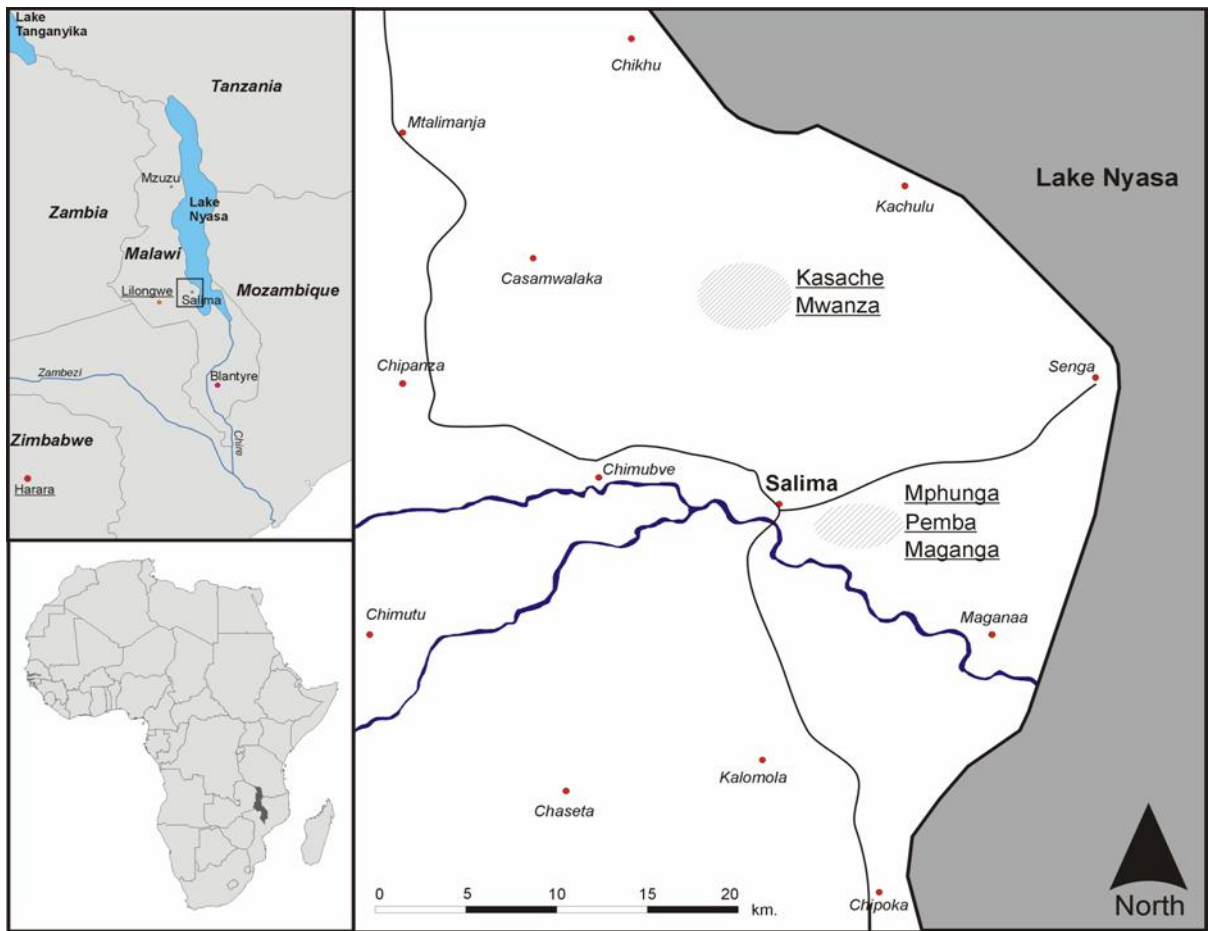 Lake
Tanganyika
Tanzania
Mzuzu
Zambia
Lake
Nyasa
Malawi
Lilongwe
Salima
Mozambique
Zambezi
Blantyre
Chire
Zimbabwe
Harara
Chikhu
Mtalimanja
Lake Nyasa
Kachulu
Casamwalaka
Kasache
Mwanza
Chipanza
Senga
Chimubve
Salima
Mphunga
Pemba
Maganga
Chimutu
Maganaa
Kalomola
Chaseta
0 5 10 15 20
km.
Chipoka
North